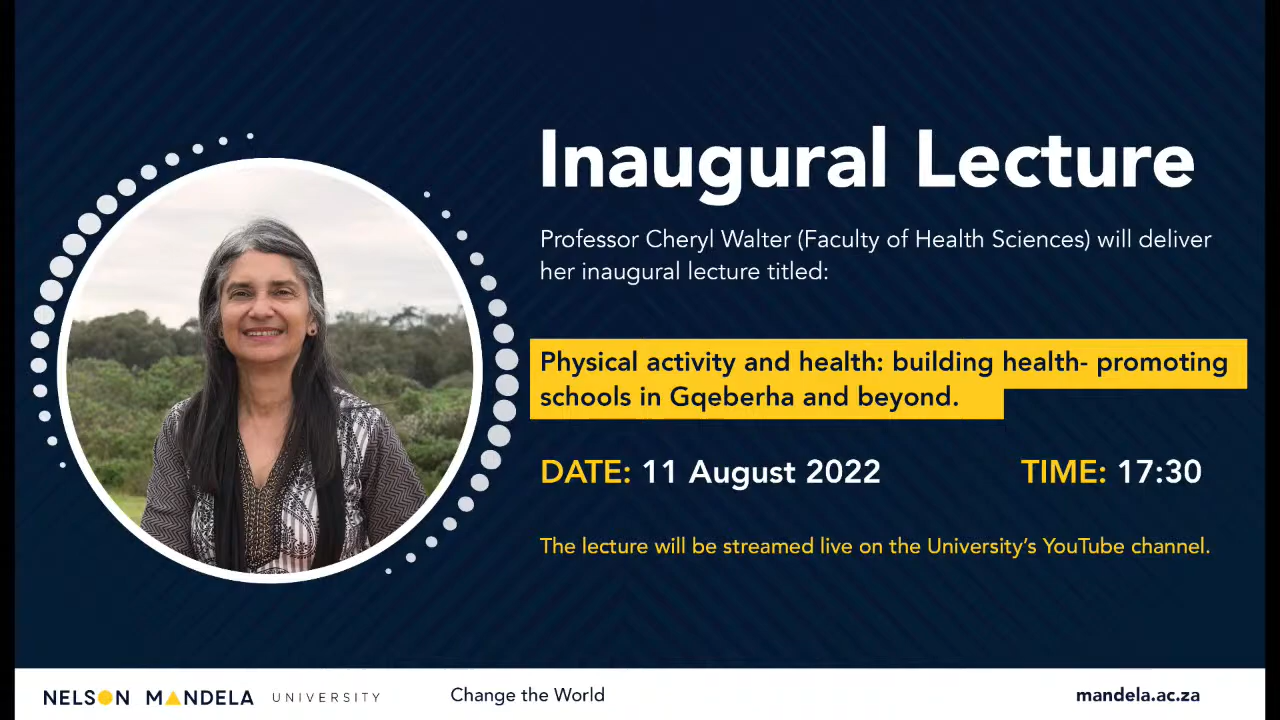 Inaugural Lecture
Professor Cheryl Walter (Faculty of Health Sciences) will deliver
her inaugural lecture titled:
Physical activity and health: building health- promoting
schools in Gqeberha and beyond.
DATE: 11 August 2022 TIME: 17:30
The lecture will be streamed live on the University's YouTube channel.
NELSON MANDELA UNIVERSITY Change the World mandela.ac.za